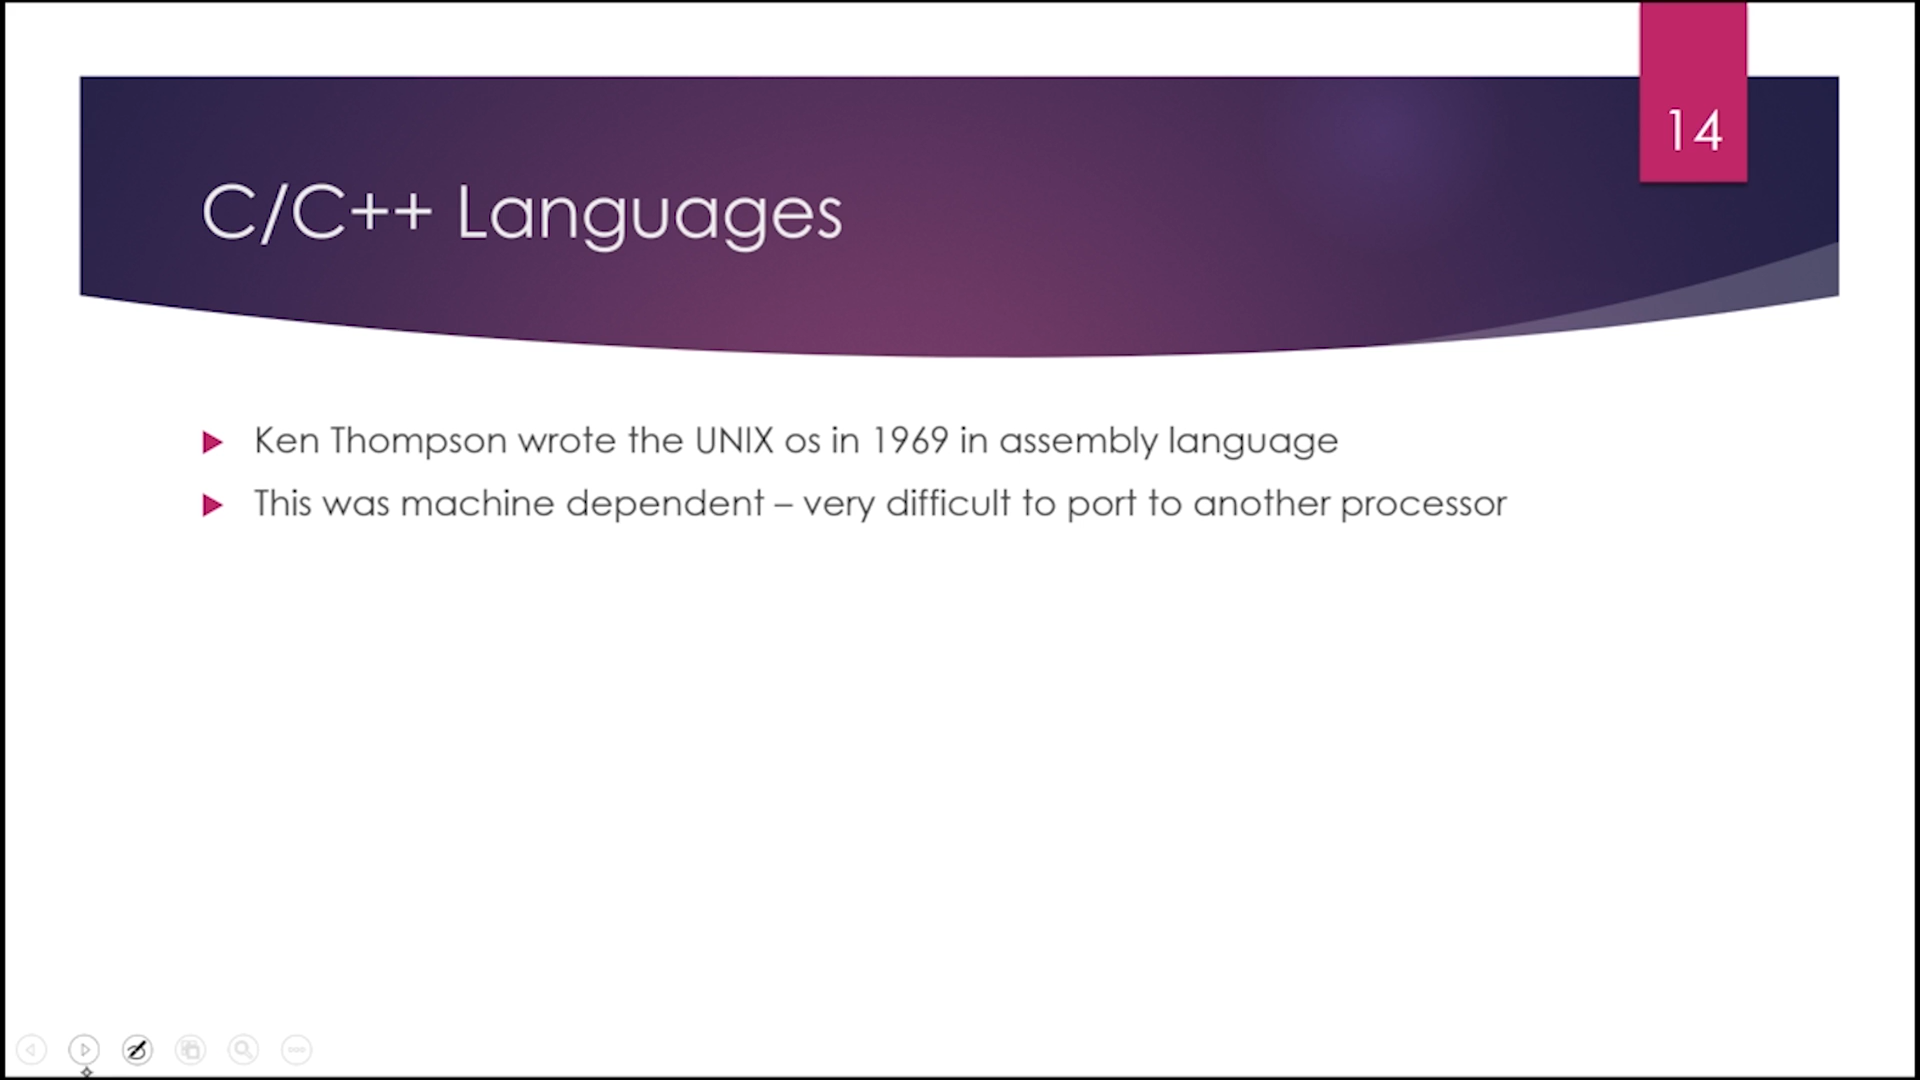 14
C/C++ Languages
Ken Thompson wrote the UNIX os in 1969 in assembly language
This was machine dependent – very difficult to port to another processor